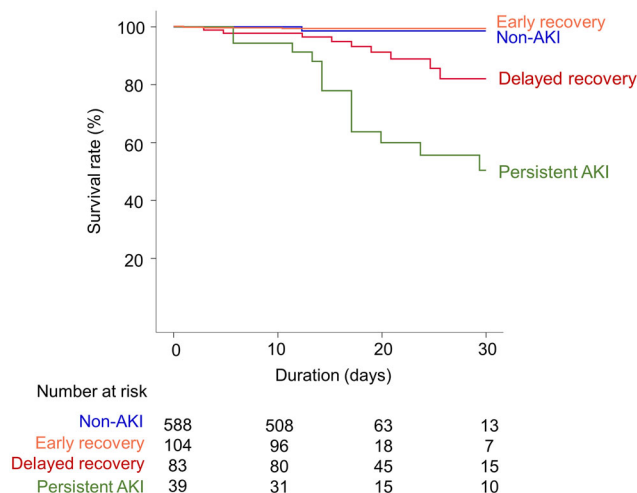 100
80
60
40
20
Survival rate (%)
Early recovery
Non-AKI
Delayed recovery
Persistent AKI
0 10 20 30
Duration (days)
Number at risk
Non-AKI 588 508 63 13
Early recovery 104 96 18 7
Delayed recovery 83 80 45 15
Persistent AKI 39 31 15 10